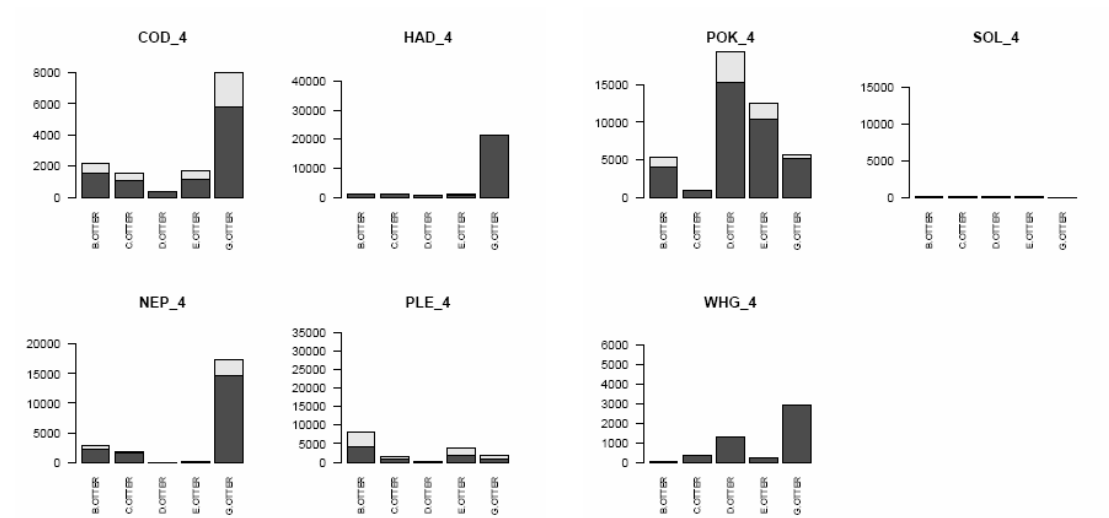 COD_4
8000
6000
4000
2000
0
B.OTTER
C.OTTER
D.OTTER
E.OTTER
G.OTTER
HAD_4
40000
30000
20000
10000
0
B.OTTER
C.OTTER
D.OTTER
E.OTTER
G.OTTER
POK_4
15000
10000
5000
0
B.OTTER
C.OTTER
D.OTTER
E.OTTER
G.OTTER
SOL_4
15000
10000
5000
0
B.OTTER
C.OTTER
D.OTTER
E.OTTER
G.OTTER
NEP_4
20000
15000
10000
5000
0
B.OTTER
C.OTTER
D.OTTER
E.OTTER
G.OTTER
PLE_4
35000
30000
25000
20000
15000
10000
5000
0
B.OTTER
C.OTTER
D.OTTER
E.OTTER
G.OTTER
WHG_4
6000
5000
4000
3000
2000
1000
0
B.OTTER
C.OTTER
D.OTTER
E.OTTER
G.OTTER